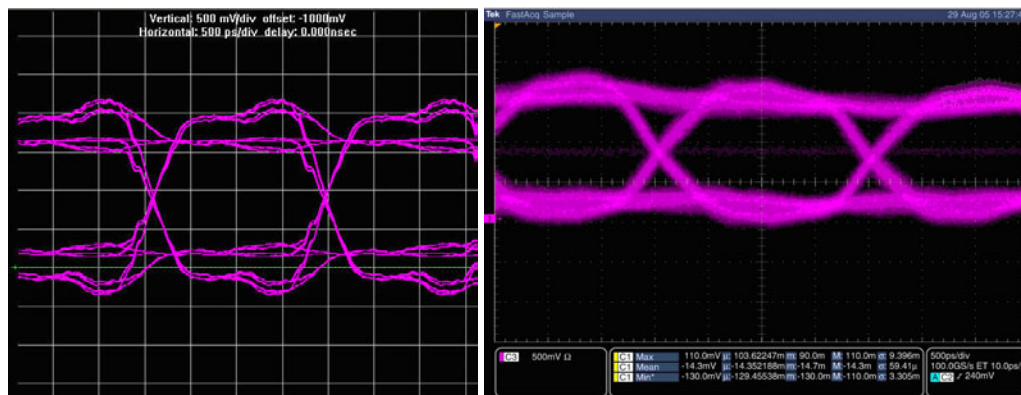 Vertical: 500 mV/div offset: -1000mV
Horizontal: 500 ps/div delay: 0.000nsec
Tek FastAcq Sample
29 Aug 05 15:27:4
C3 500mV Ω
C1 Max 110.0mV µ: 103.62247m m: 90.0m M: 110.0m σ: 9.396m
C1 Mean -14.3mV µ: -14.352188m m: -14.7m M: -14.3m σ: 59.41µ
C1 Min* -130.0mV µ: -129.45538m m: -130.0m M: -110.0m σ: 3.305m
500ps/div
100.0GS/s ET 10.0ps/
A C2 240mV